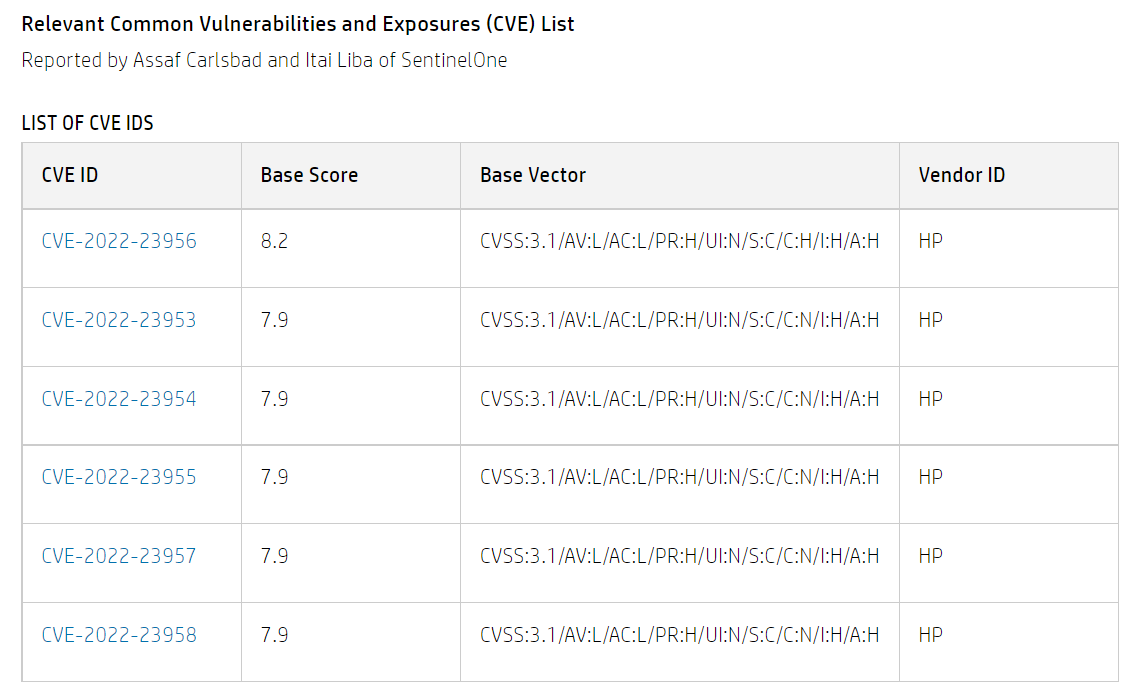 Relevant Common Vulnerabilities and Exposures (CVE) List
Reported by Assaf Carlsbad and Itai Liba of SentinelOne
LIST OF CVE IDS
CVE ID Base Score Base Vector Vendor ID
CVE-2022-23956 8.2 CVSS:3.1/AV:L/AC:L/PR:H/UI:N/S:C/C:H/I:H/A:H HP
CVE-2022-23953 7.9 CVSS:3.1/AV:L/AC:L/PR:H/UI:N/S:C/C:N/I:H/A:H HP
CVE-2022-23954 7.9 CVSS:3.1/AV:L/AC:L/PR:H/UI:N/S:C/C:N/I:H/A:H HP
CVE-2022-23955 7.9 CVSS:3.1/AV:L/AC:L/PR:H/UI:N/S:C/C:N/I:H/A:H HP
CVE-2022-23957 7.9 CVSS:3.1/AV:L/AC:L/PR:H/UI:N/S:C/C:N/I:H/A:H HP
CVE-2022-23958 7.9 CVSS:3.1/AV:L/AC:L/PR:H/UI:N/S:C/C:N/I:H/A:H HP